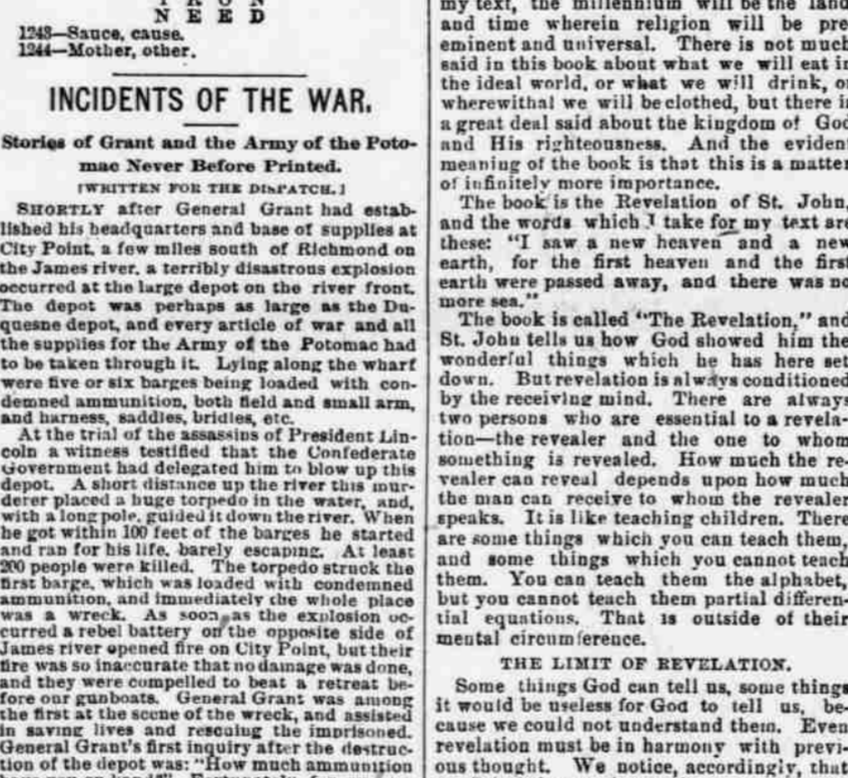 N E E D
1243—Sauce, cause.
1244—Mother, other.
INCIDENTS OF THE WAR.
Stories of Grant and the Army of the Poto-
mac Never Before Printed.
[WRITTEN FOR THE DISPATCH.]
SHORTLY after General Grant had estab-
lished his headquarters and base of supplies at
City Point, a few miles south of Richmond on
the James river, a terribly disastrous explosion
occurred at the large depot on the river front.
The depot was perhaps as large as the Du-
quesne depot, and every article of war and all
the supplies for the Army of the Potomac had
to be taken through it. Lying along the wharf
were five or six barges being loaded with con-
demned ammunition, both field and small arm,
and harness, saddles, bridles, etc.
At the trial of the assassins of President Lin-
coln a witness testified that the Confederate
Government had delegated him to blow up this
depot. A short distance up the river this mur-
derer placed a huge torpedo in the water, and,
with a long pole, guided it down the river. When
he got within 100 feet of the barges he started
and ran for his life, barely escaping. At least
200 people were killed. The torpedo struck the
first barge, which was loaded with condemned
ammunition, and immediately the whole place
was a wreck. As soon as the explosion oc-
curred a rebel battery on the opposite side of
James river opened fire on City Point, but their
fire was so inaccurate that no damage was done,
and they were compelled to beat a retreat be-
fore our gunboats. General Grant was among
the first at the scene of the wreck, and assisted
in saving lives and rescuing the imprisoned.
General Grant's first inquiry after the destruc-
tion of the depot was: "How much ammunition
my text, the millennium will be the land
and time wherein religion will be pre
eminent and universal. There is not much
said in this book about what we will eat in
the ideal world, or what we will drink, or
wherewithal we will be clothed, but there i
a great deal said about the kingdom of God
and His righteousness. And the evident
meaning of the book is that this is a matter
of infinitely more importance.
The book is the Revelation of St. John,
and the words which I take for my text are
these: "I saw a new heaven and a new
earth, for the first heaven and the first
earth were passed away, and there was no
more sea."
The book is called "The Revelation," and
St. John tells us how God showed him the
wonderful things which he has here set
down. But revelation is always conditioned
by the receiving mind. There are always
two persons who are essential to a revela-
tion—the revealer and the one to whom
something is revealed. How much the re-
vealer can reveal depends upon how much
the man can receive to whom the revealer
speaks. It is like teaching children. There
are some things which you can teach them,
and some things which you cannot teach
them. You can teach them the alphabet,
but you cannot teach them partial differen-
tial equations. That is outside of their
mental circumference.
THE LIMIT OF REVELATION.
Some things God can tell us, some things
it would be useless for God to tell us, be-
cause we could not understand them. Even
revelation must be in harmony with previ-
ous thought. We notice, accordingly, that